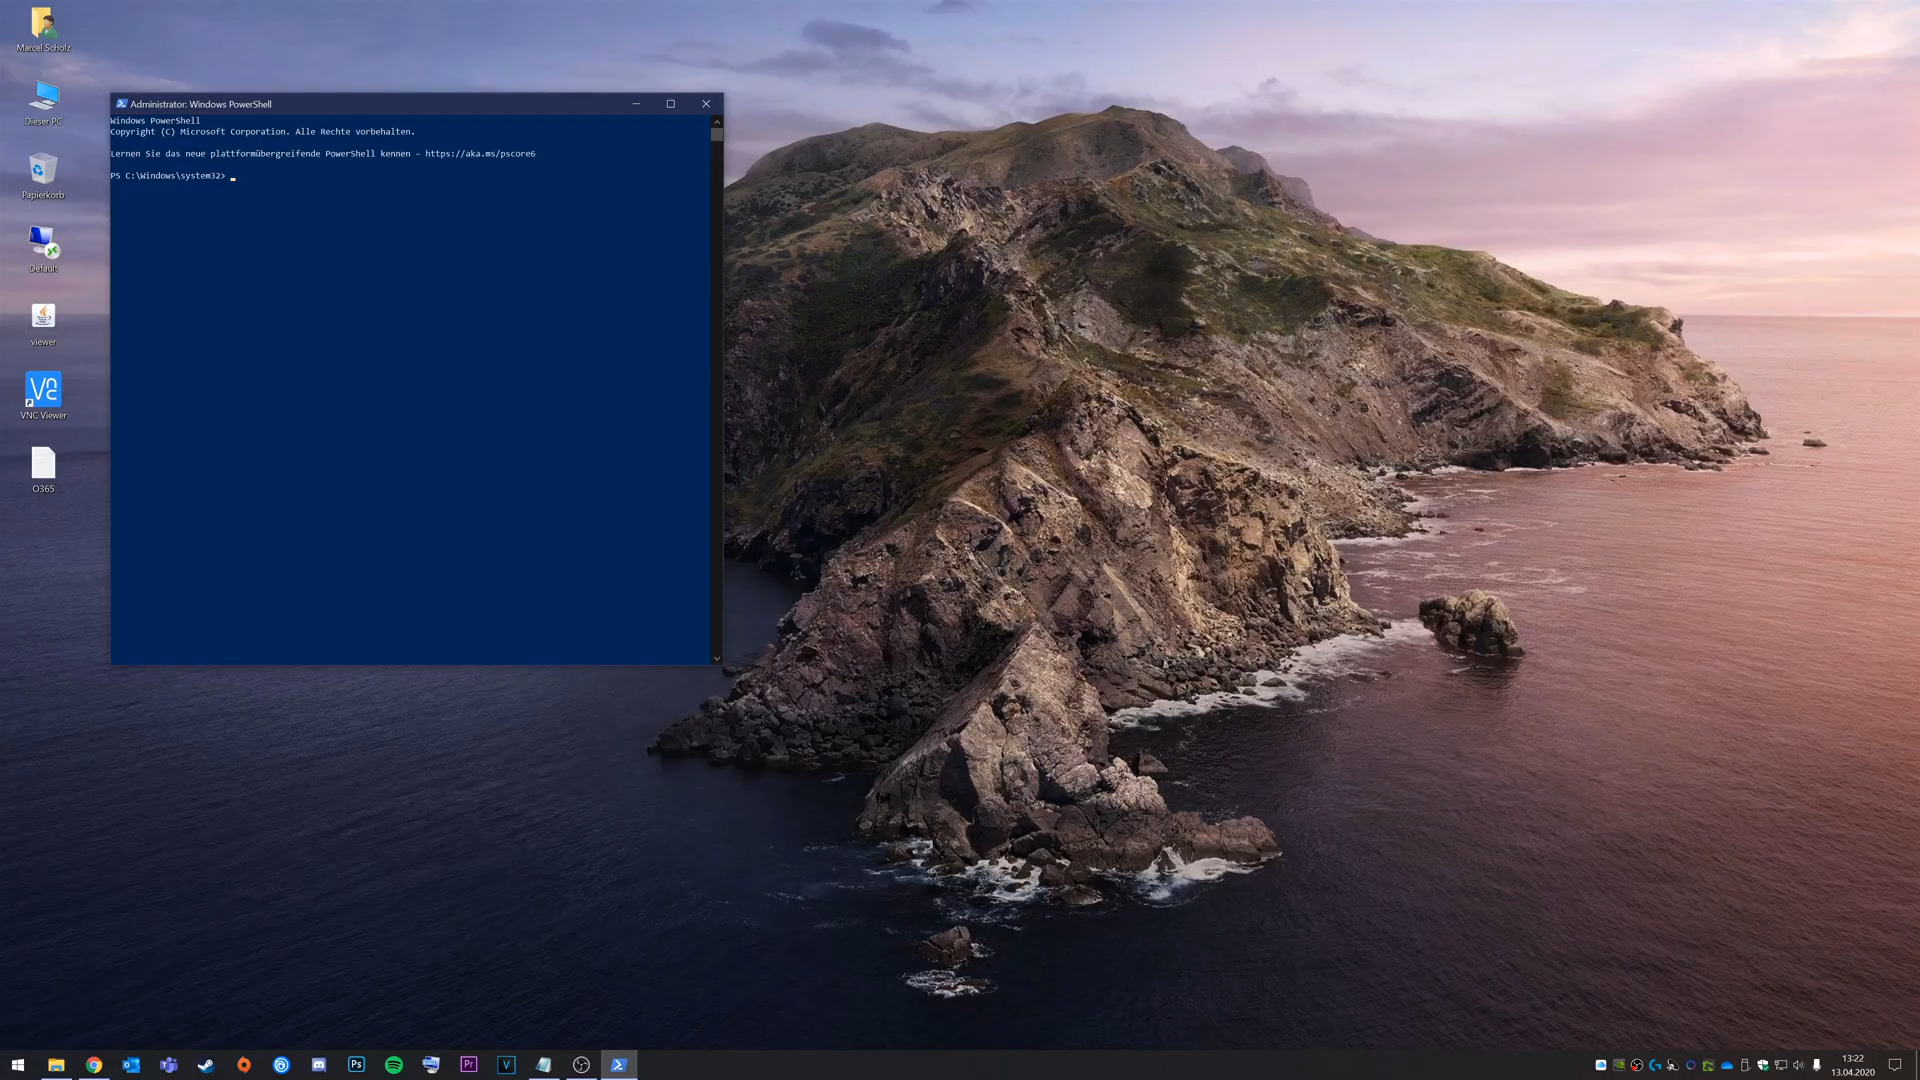 Marcel Scholz
Dieser PC
Papierkorb
Default
viewer
VNC Viewer
O365
Administrator: Windows PowerShell
Windows PowerShell
Copyright (C) Microsoft Corporation. Alle Rechte vorbehalten.
Lernen Sie das neue plattformübergreifende PowerShell kennen – https://aka.ms/pscore6
PS C:\Windows\system32> _
Ps
Pr
V
13:22
13.04.2020